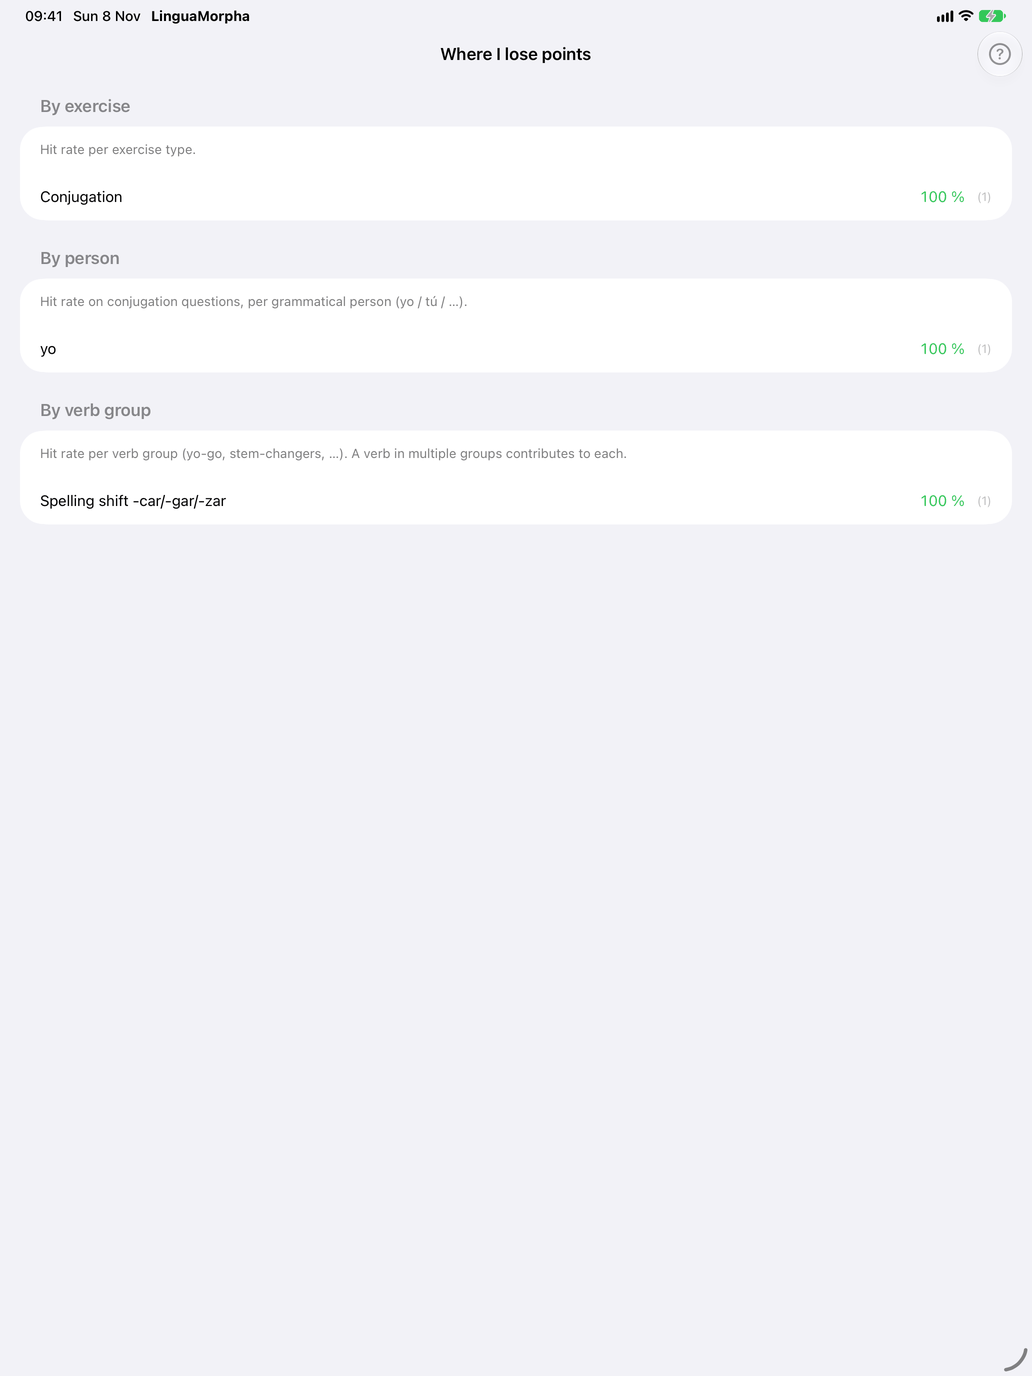 09:41 Sun 8 Nov LinguaMorpha
Where I lose points
?
By exercise
Hit rate per exercise type.
Conjugation 100 % (1)
By person
Hit rate on conjugation questions, per grammatical person (yo / tú / …).
yo 100 % (1)
By verb group
Hit rate per verb group (yo-go, stem-changers, …). A verb in multiple groups contributes to each.
Spelling shift -car/-gar/-zar 100 % (1)